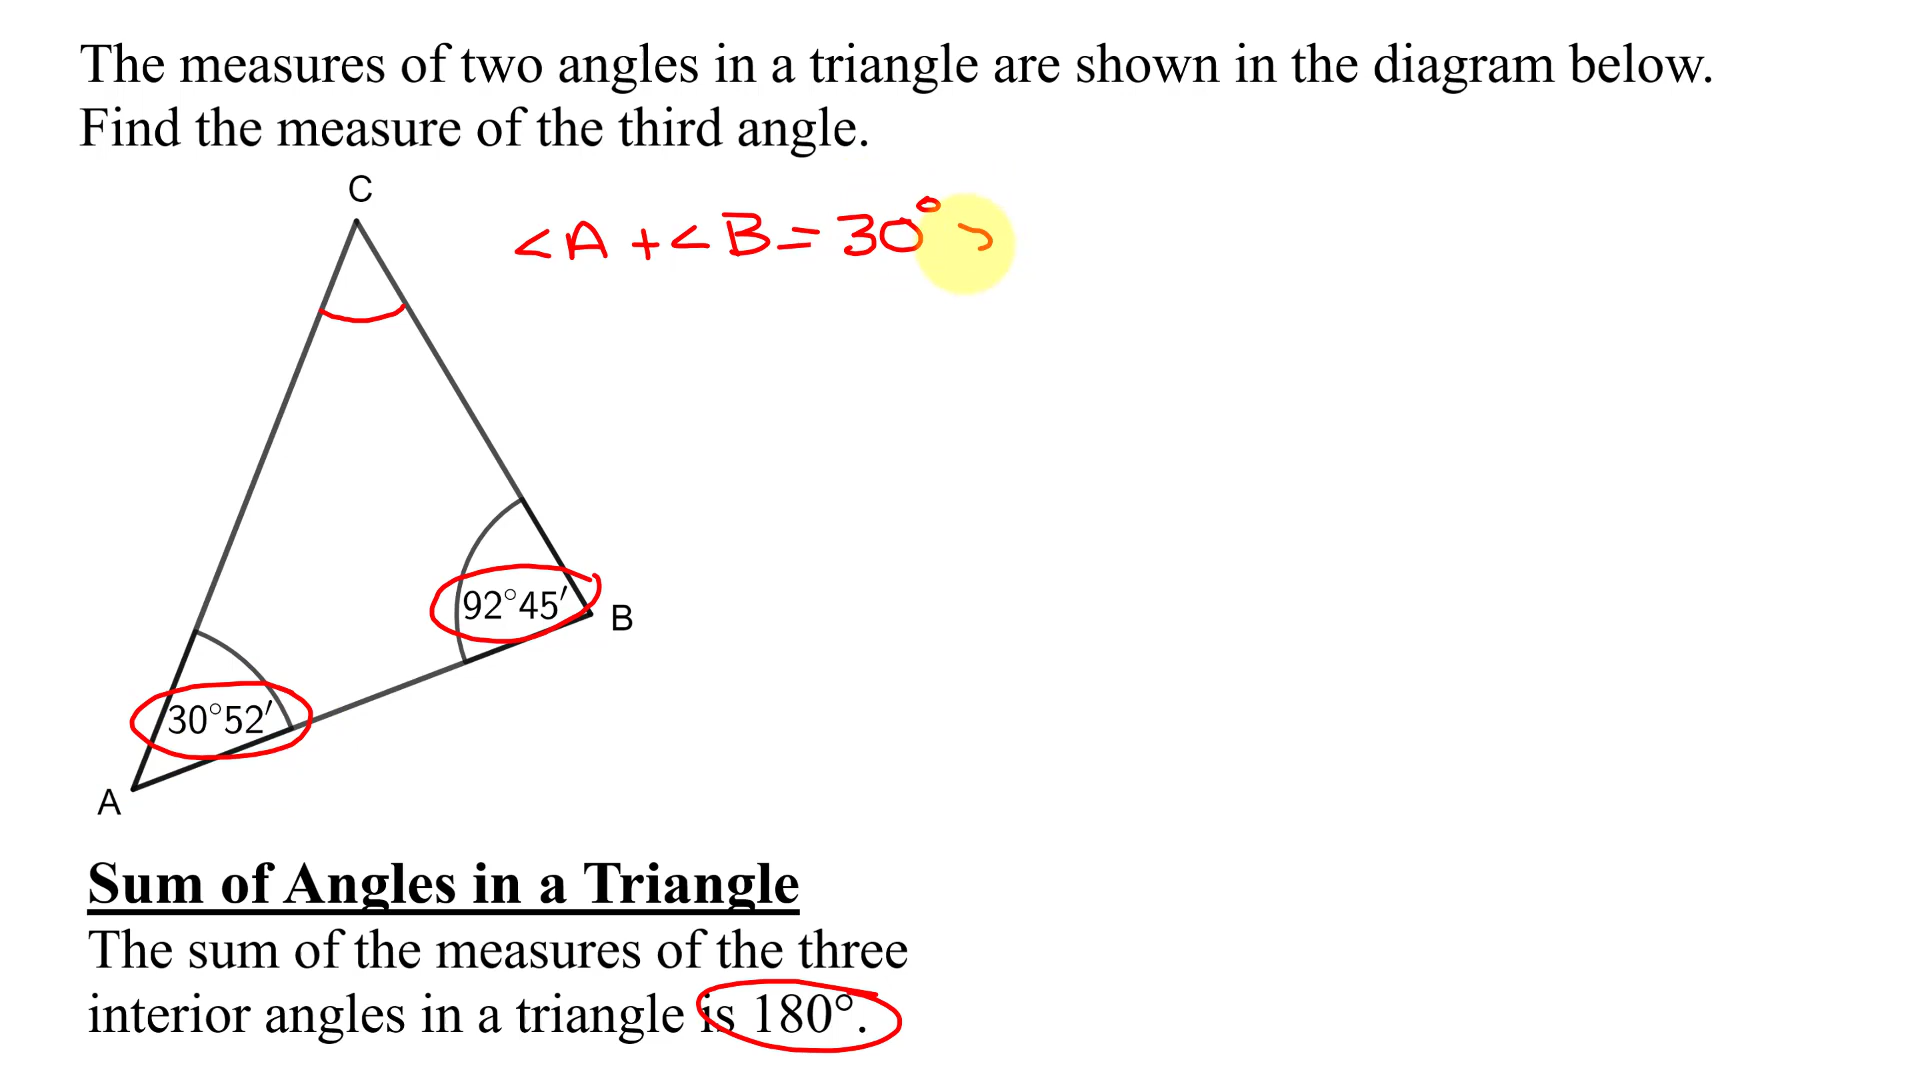 The measures of two angles in a triangle are shown in the diagram below.
Find the measure of the third angle.
C
<A + <B = 30°
92°45′
B
30°52′
A
Sum of Angles in a Triangle
The sum of the measures of the three
interior angles in a triangle is 180°.